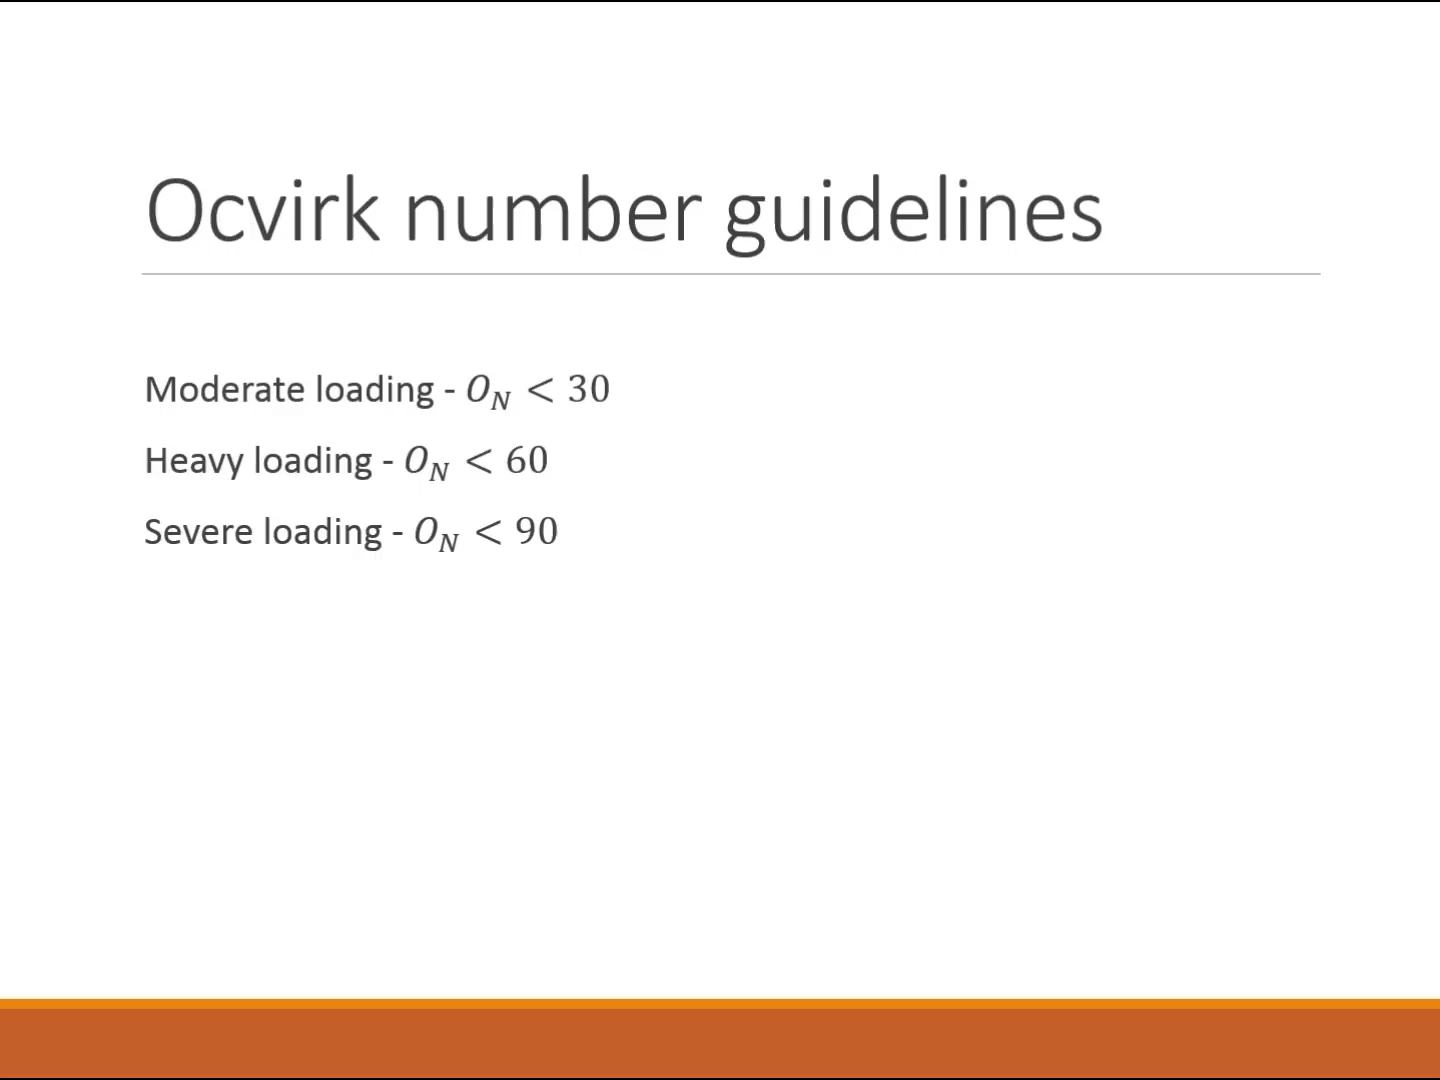 Ocvirk number guidelines
Moderate loading - $O_N < 30$
Heavy loading - $O_N < 60$
Severe loading - $O_N < 90$